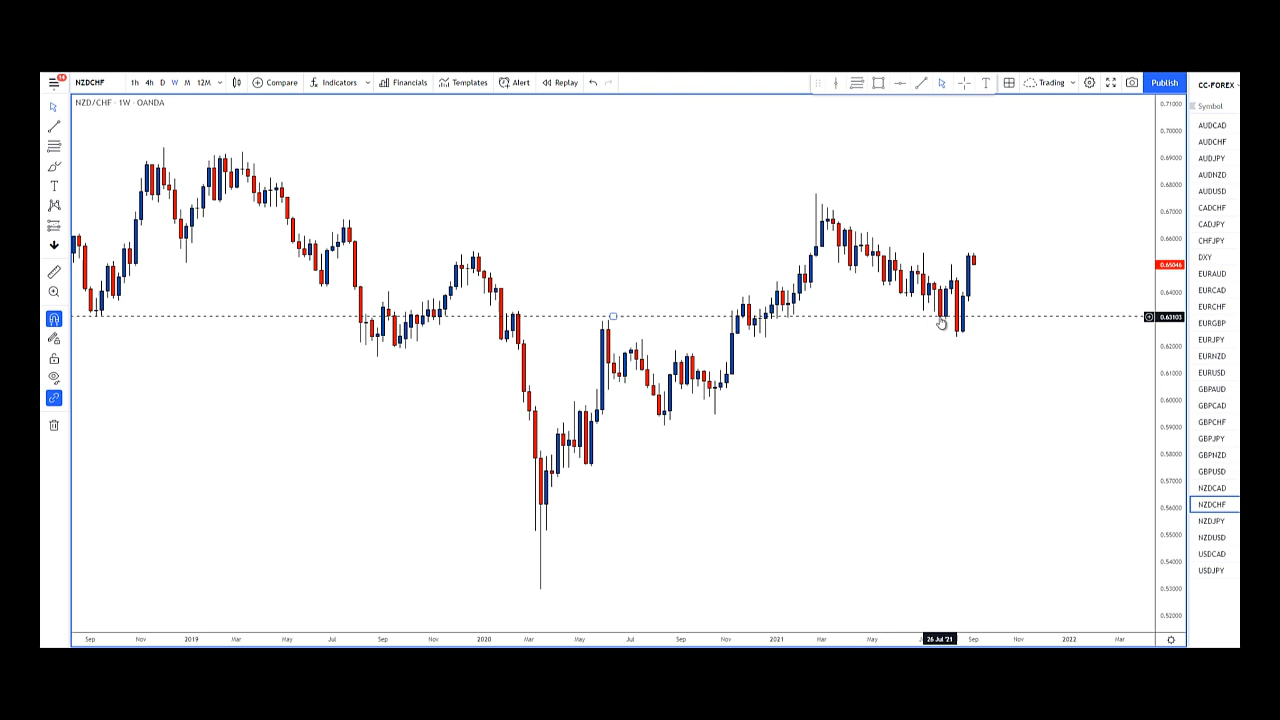 14
NZDCHF 1h 4h D W M 12M Compare Indicators Financials Templates Alert Replay Trading Publish
NZD/CHF · 1W · OANDA
0.71000
0.70000
0.69000
0.68000
0.67000
0.66000
0.65046
0.64000
0.63103
0.62000
0.61000
0.60000
0.59000
0.58000
0.57000
0.56000
0.55000
0.54000
0.53000
0.52000
Sep Nov 2019 Mar May Jul Sep Nov 2020 Mar May Jul Sep Nov 2021 Mar May 26 Jul '21 Sep Nov 2022 Mar
CC-FOREX
Symbol
AUDCAD
AUDCHF
AUDJPY
AUDNZD
AUDUSD
CADCHF
CADJPY
CHFJPY
DXY
EURAUD
EURCAD
EURCHF
EURGBP
EURJPY
EURNZD
EURUSD
GBPAUD
GBPCAD
GBPCHF
GBPJPY
GBPNZD
GBPUSD
NZDCAD
NZDCHF
NZDJPY
NZDUSD
USDCAD
USDJPY